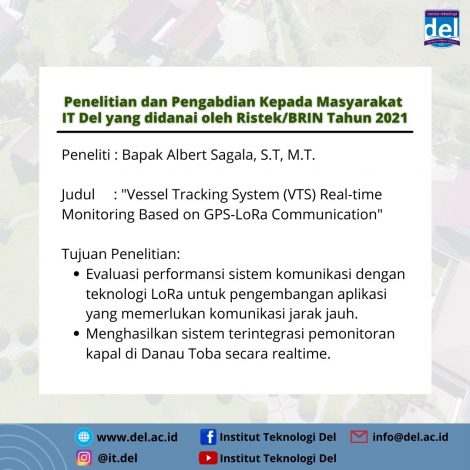 institut teknologi
del
Penelitian dan Pengabdian Kepada Masyarakat
IT Del yang didanai oleh Ristek/BRIN Tahun 2021
Peneliti : Bapak Albert Sagala, S.T, M.T.
Judul : "Vessel Tracking System (VTS) Real-time
Monitoring Based on GPS-LoRa Communication"
Tujuan Penelitian:
• Evaluasi performansi sistem komunikasi dengan
teknologi LoRa untuk pengembangan aplikasi
yang memerlukan komunikasi jarak jauh.
• Menghasilkan sistem terintegrasi pemonitoran
kapal di Danau Toba secara realtime.
www.del.ac.id Institut Teknologi Del info@del.ac.id
@it.del Institut Teknologi Del